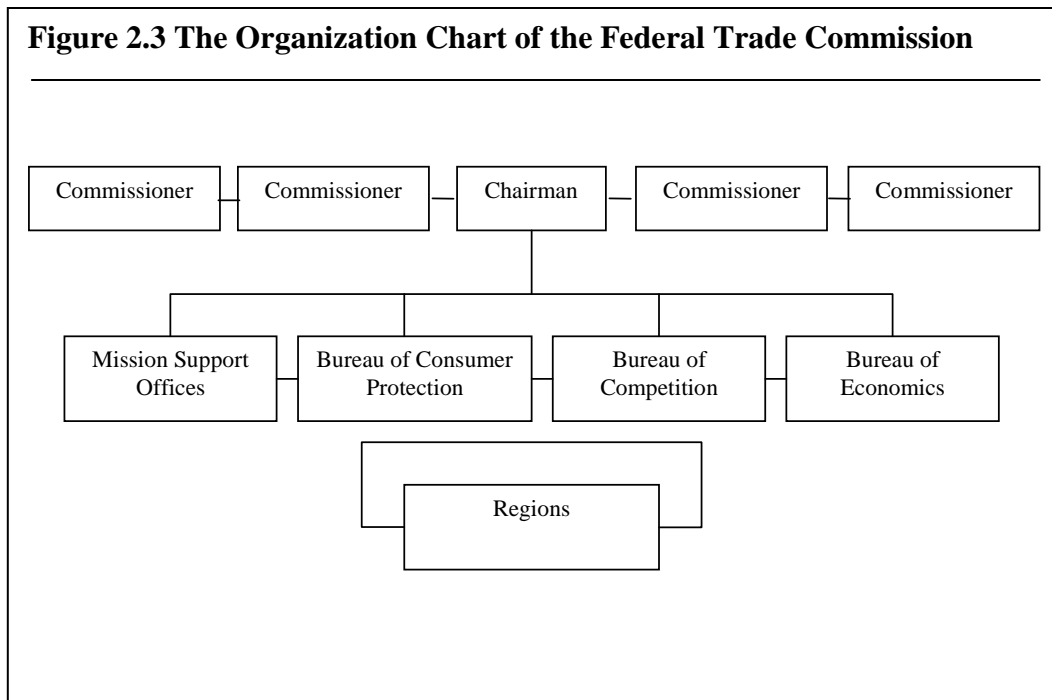 Figure 2.3 The Organization Chart of the Federal Trade Commission
Commissioner
Commissioner
Chairman
Commissioner
Commissioner
Mission Support
Offices
Bureau of Consumer
Protection
Bureau of
Competition
Bureau of
Economics
Regions